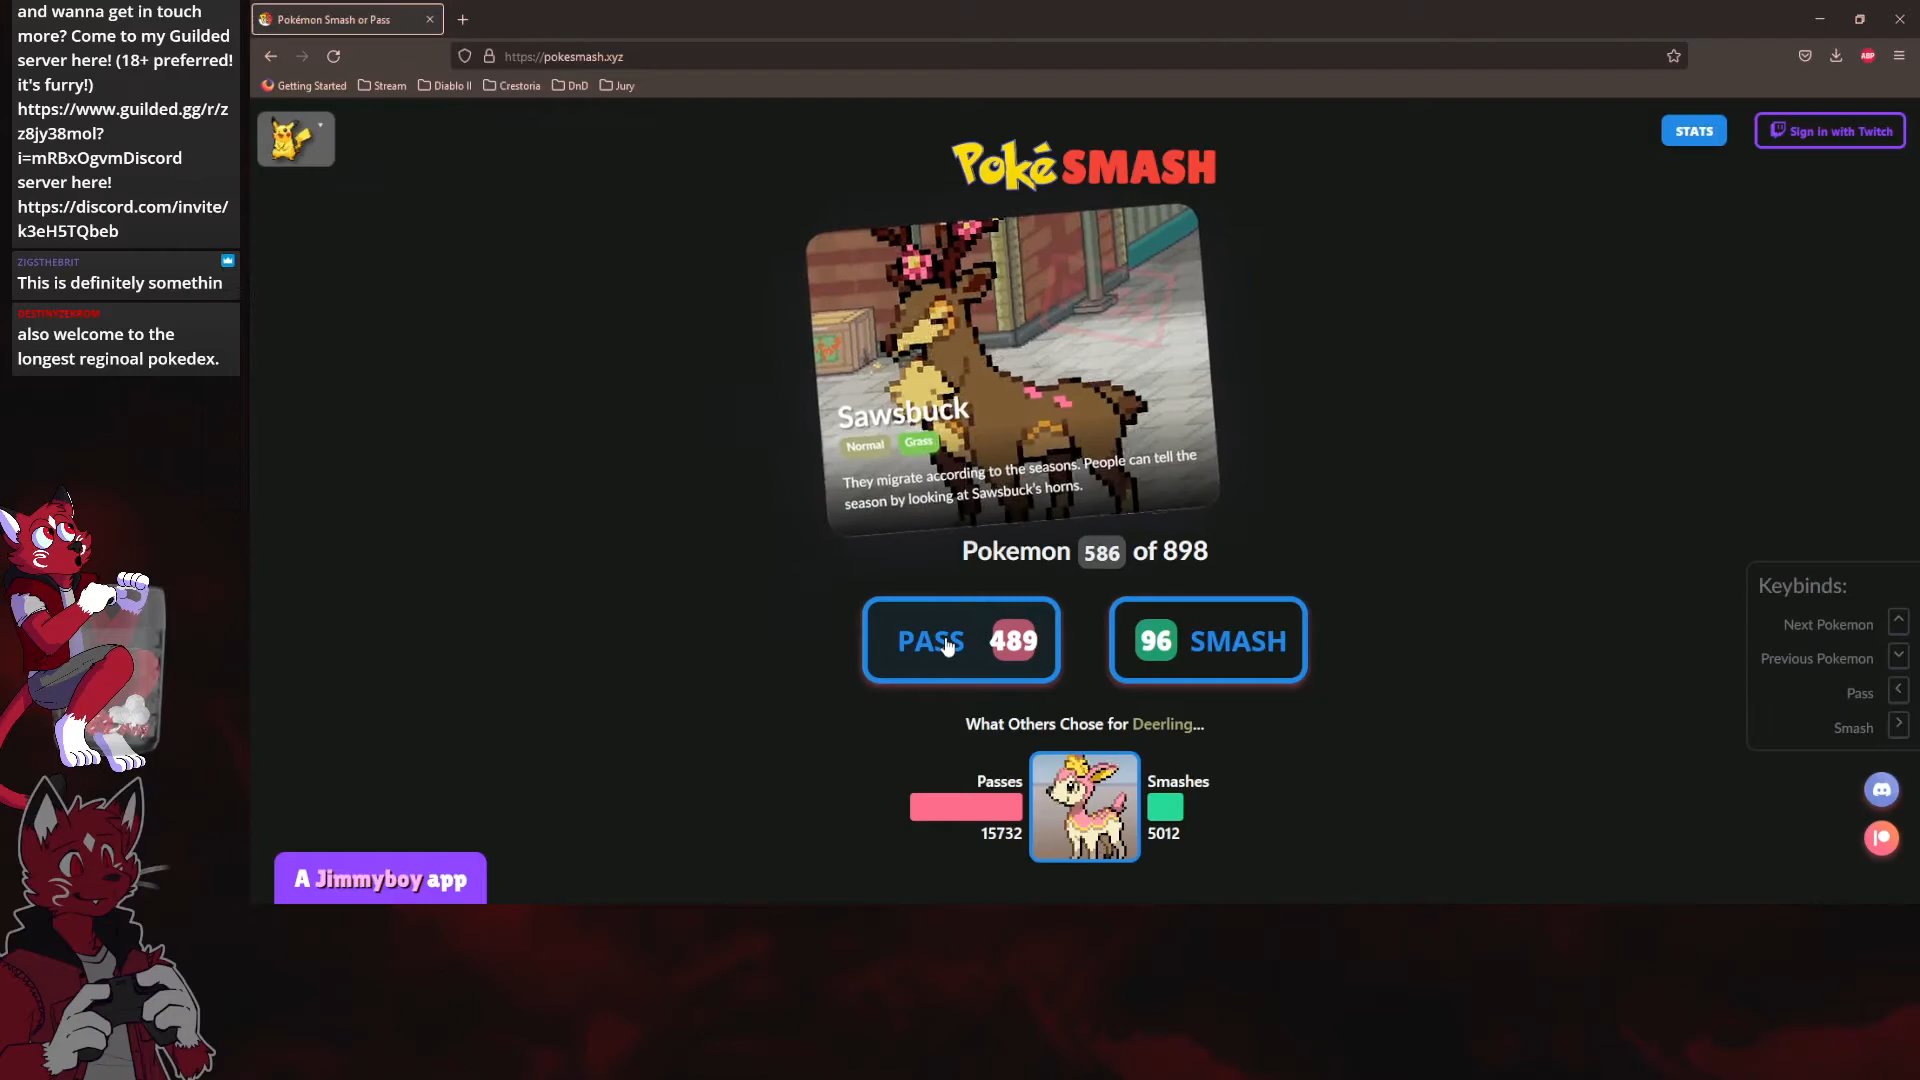 and wanna get in touch
more? Come to my Guilded
server here! (18+ preferred!
it's furry!)
https://www.guilded.gg/r/z
z8jy38mol?
i=mRBxOgvmDiscord
server here!
https://discord.com/invite/
k3eH5TQbeb
ZIGSTHEBRIT
This is definitely somethin
DESTINYZEKROM
also welcome to the
longest reginoal pokedex.
Pokémon Smash or Pass
https://pokesmash.xyz
ABP
Getting Started
Stream
Diablo II
Crestoria
DnD
Jury
STATS
Sign in with Twitch
Poké SMASH
Sawsbuck
Normal Grass
They migrate according to the seasons. People can tell the
season by looking at Sawsbuck's horns.
Pokemon 586 of 898
PASS 489
96 SMASH
Keybinds:
Next Pokemon
Previous Pokemon
Pass
Smash
What Others Chose for Deerling...
Passes
15732
Smashes
5012
A Jimmyboy app